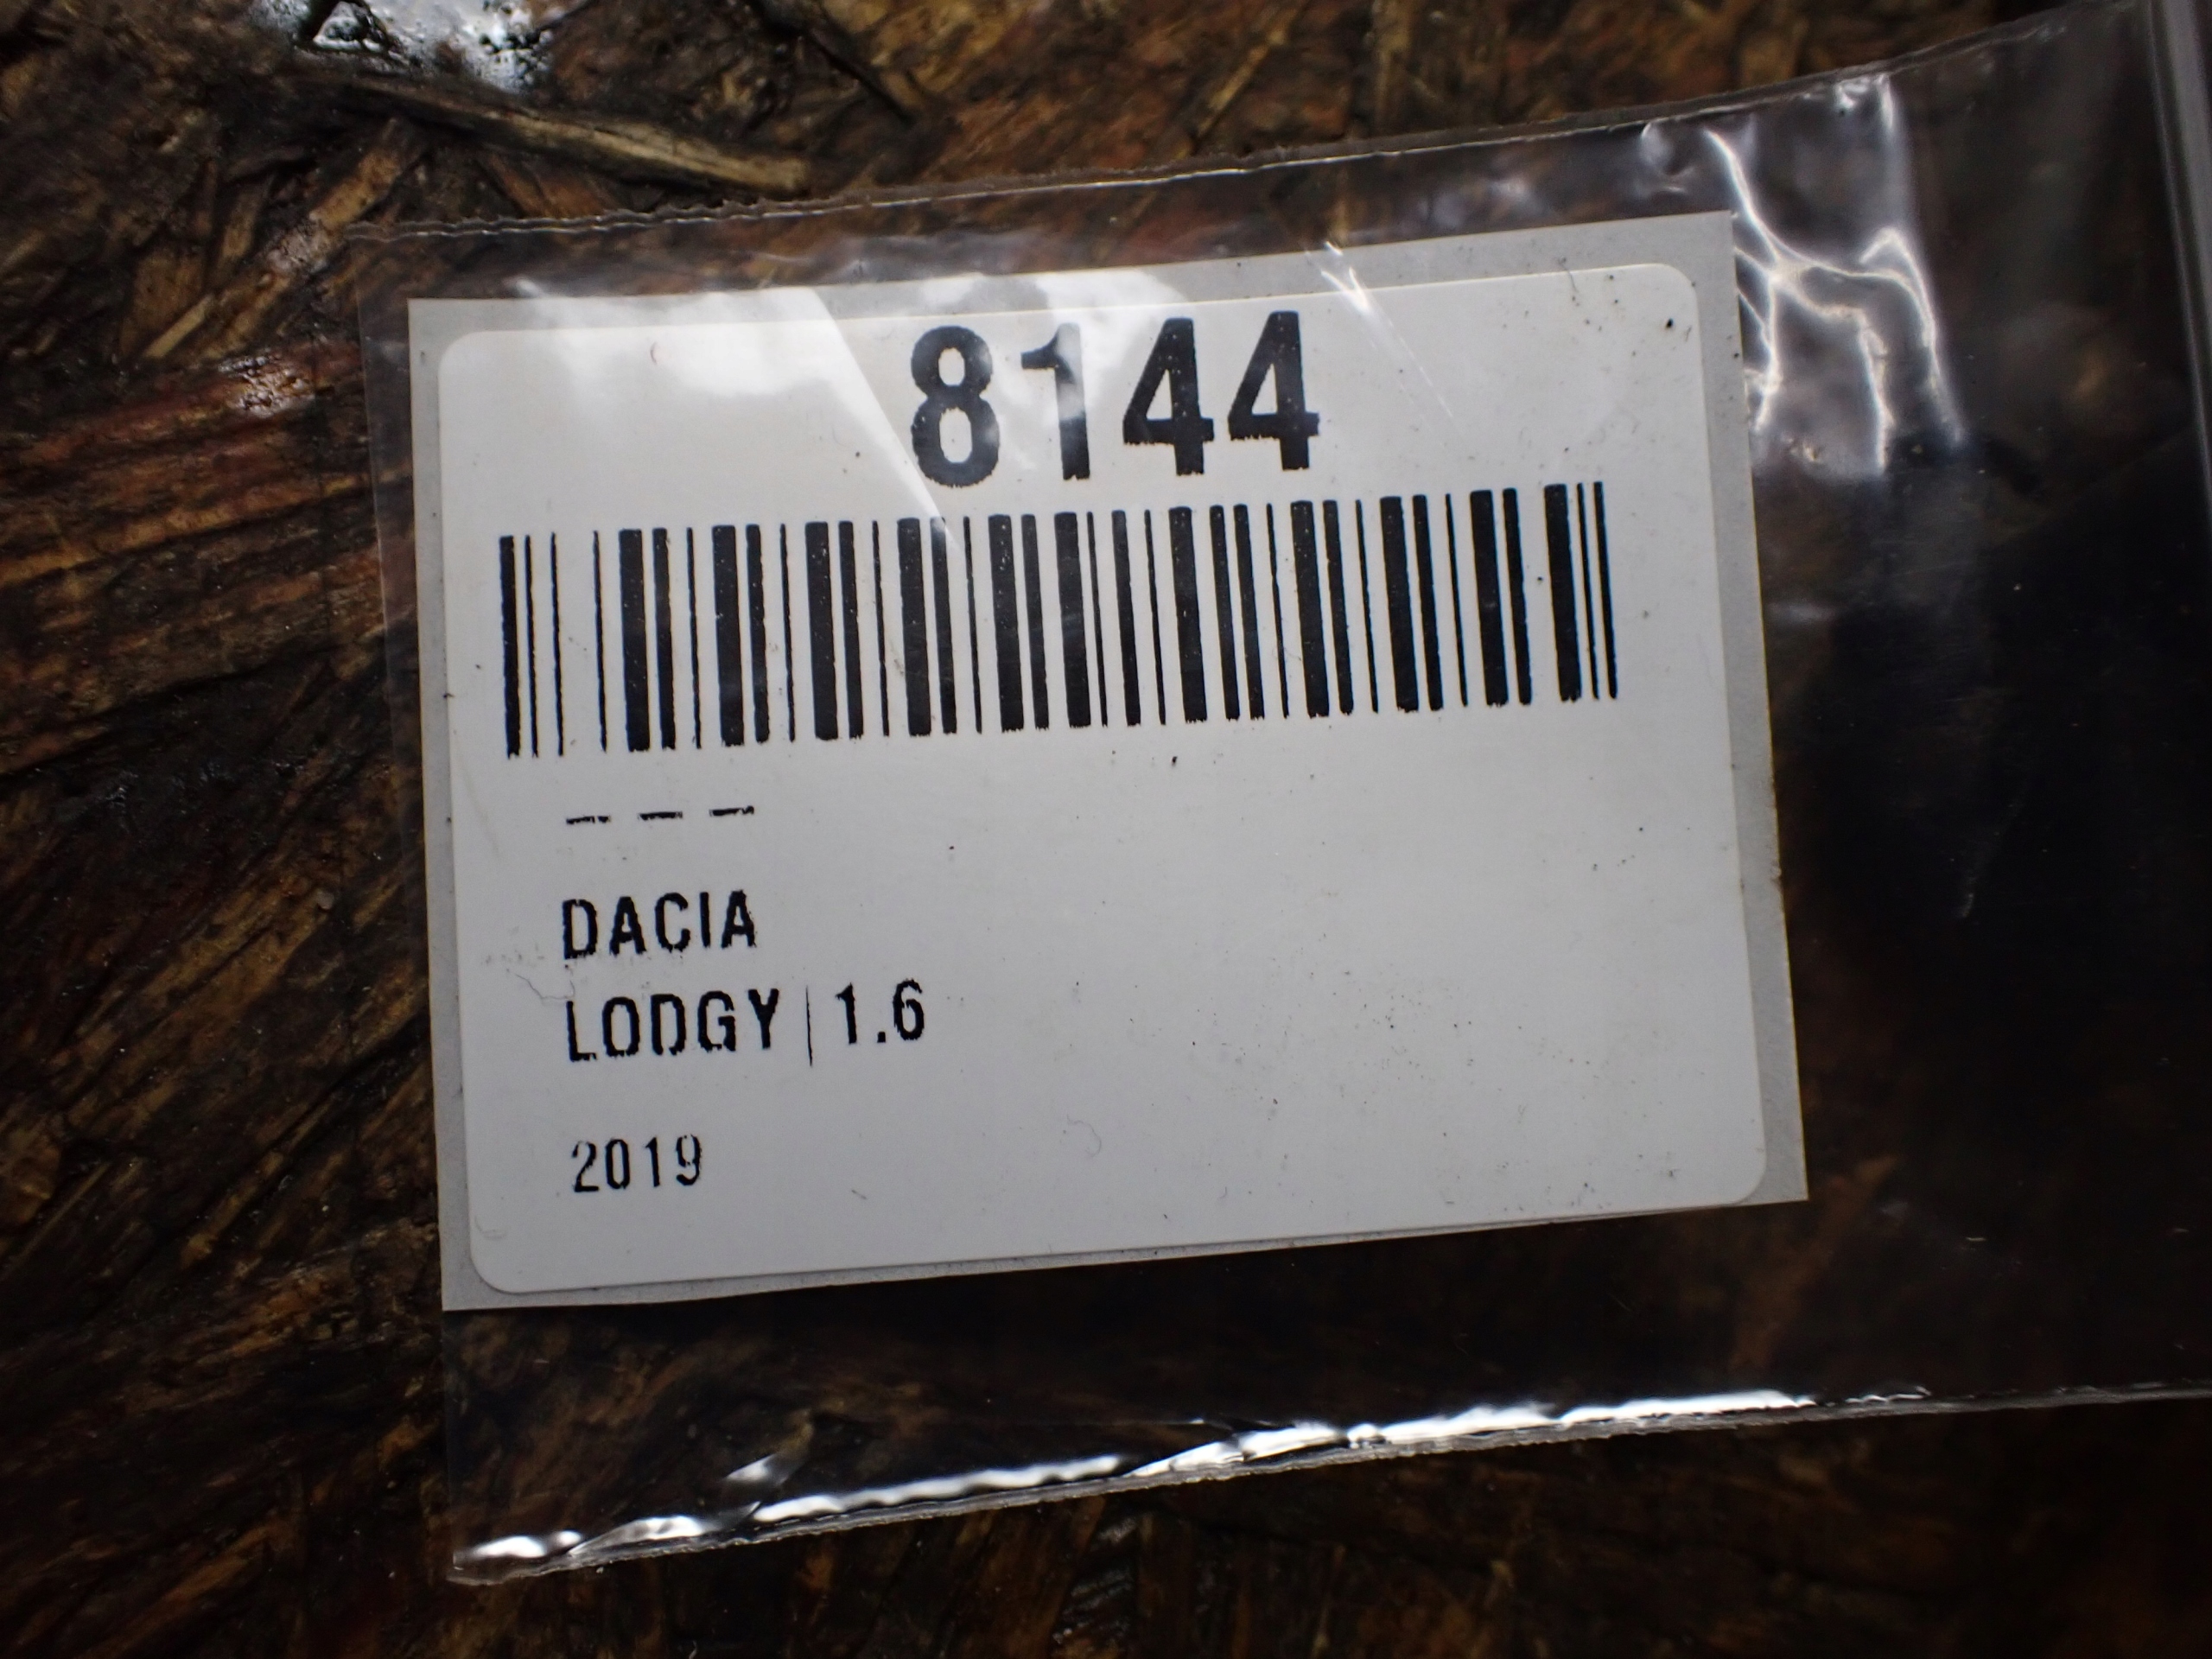 8144
– – –
DACIA
LODGY|1.6
2019